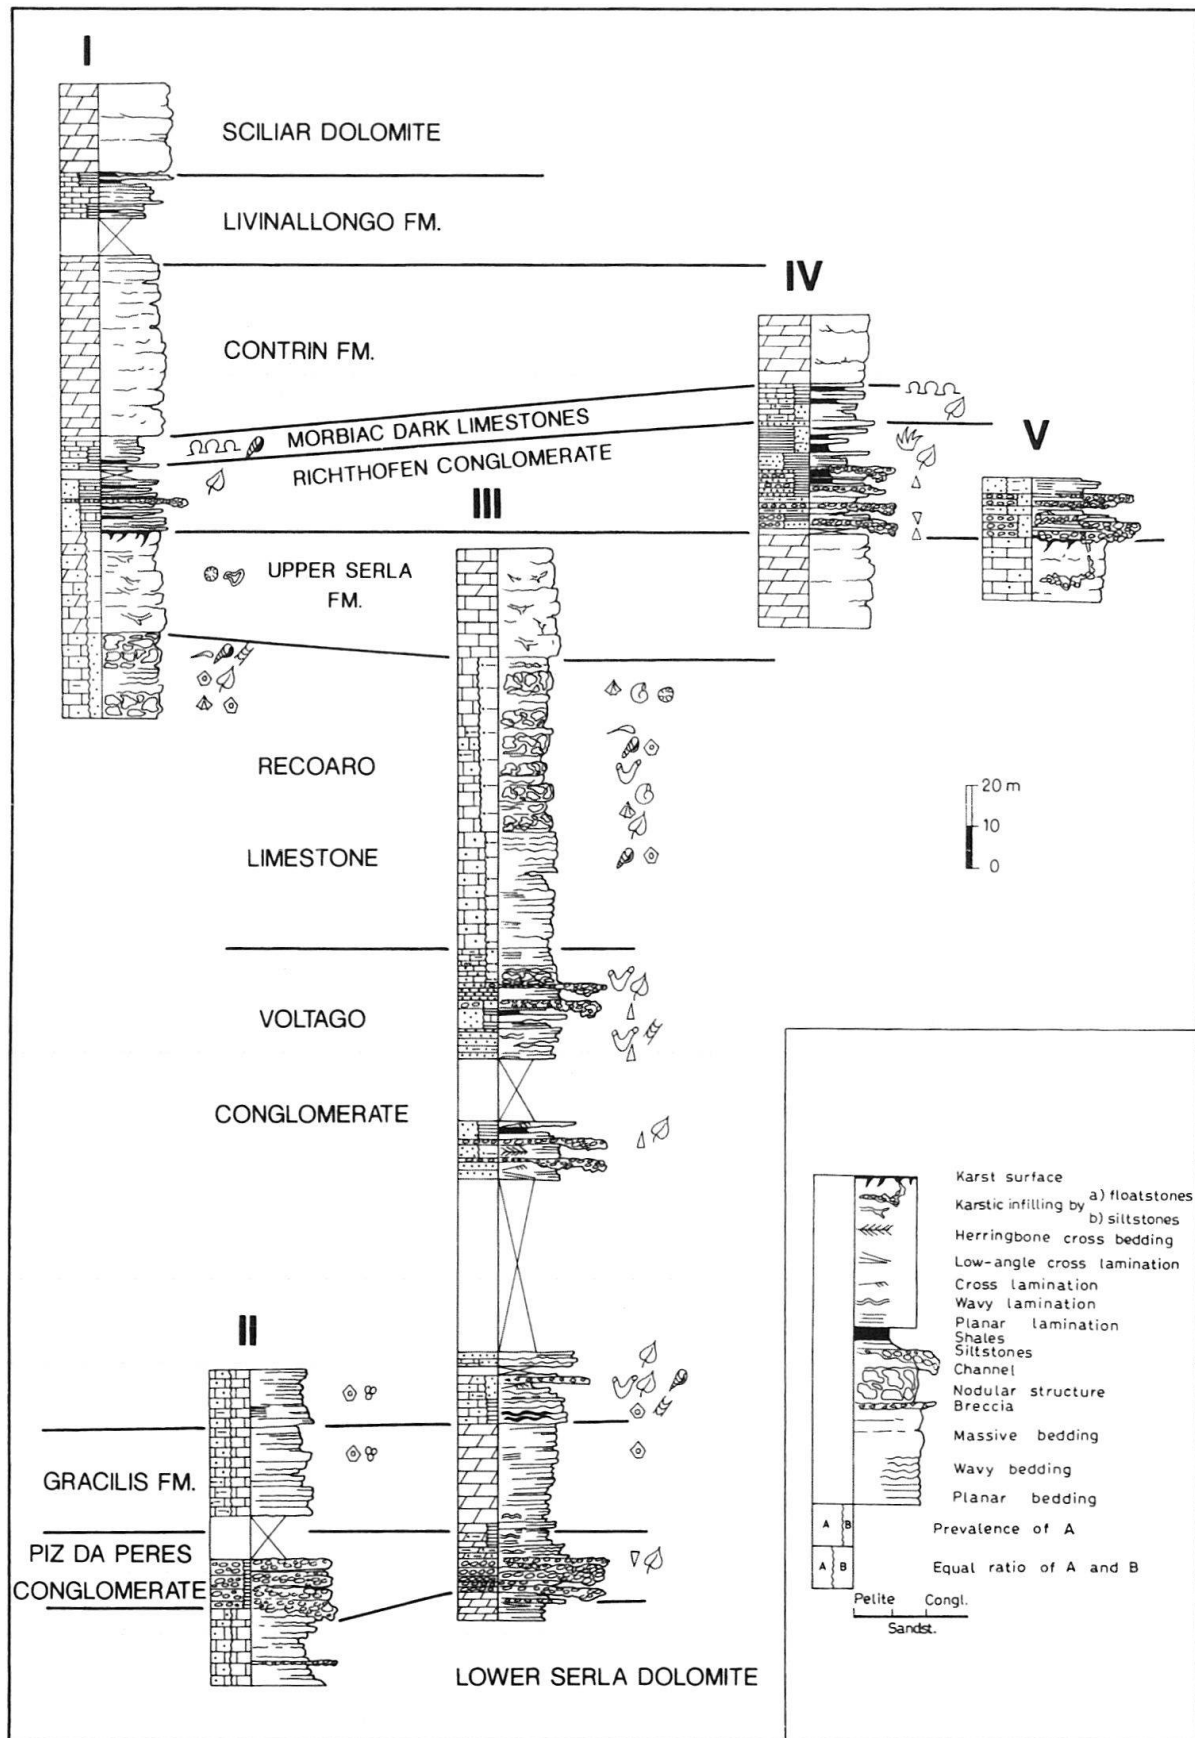 I
SCILIAR DOLOMITE
LIVINALLONGO FM.
IV
CONTRIN FM.
MORBIAC DARK LIMESTONES
V
RICHTHOFEN CONGLOMERATE
III
UPPER SERLA
FM.
RECOARO
20 m
10
0
LIMESTONE
VOLTAGO
CONGLOMERATE
II
GRACILIS FM.
PIZ DA PERES
CONGLOMERATE
LOWER SERLA DOLOMITE
Karst surface
Karstic infilling by a) floatstones
b) siltstones
Herringbone cross bedding
Low-angle cross lamination
Cross lamination
Wavy lamination
Planar lamination
Shales
Siltstones
Channel
Nodular structure
Breccia
Massive bedding
Wavy bedding
Planar bedding
A B Prevalence of A
A B Equal ratio of A and B
Pelite Congl.
Sandst.